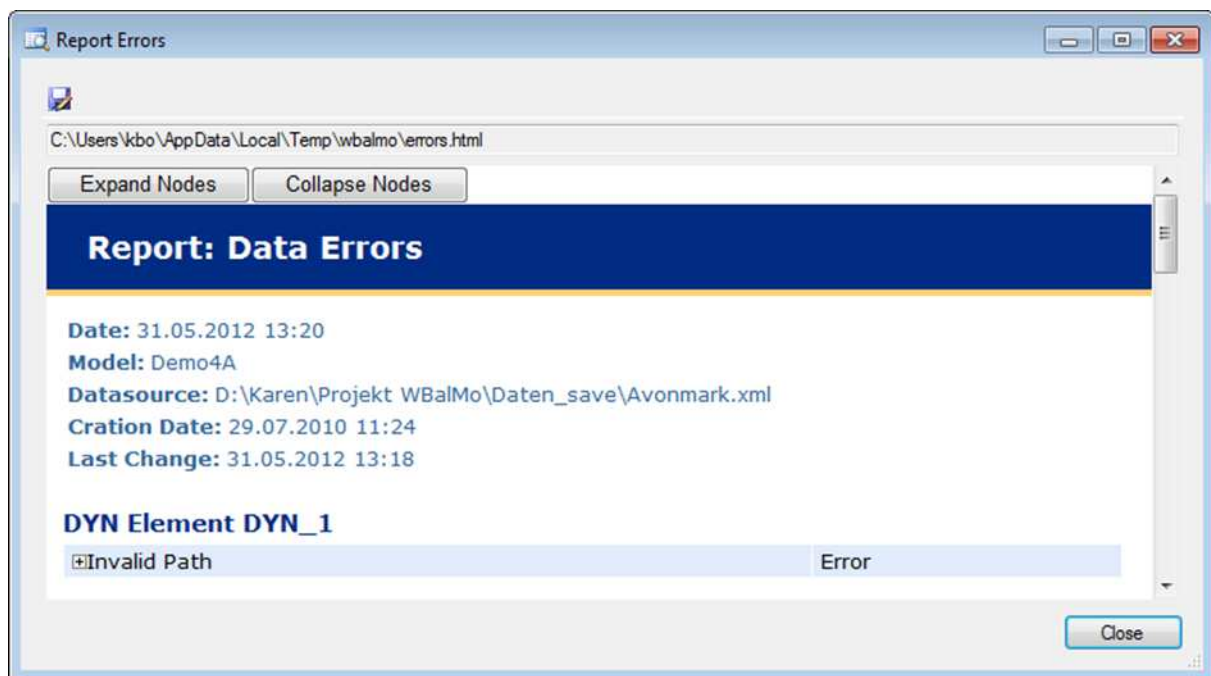 Report Errors
C:\Users\kbo\AppData\Local\Temp\wbalmo\errors.html
Expand Nodes Collapse Nodes
Report: Data Errors
Date: 31.05.2012 13:20
Model: Demo4A
Datasource: D:\Karen\Projekt WBalMo\Daten_save\Avonmark.xml
Cration Date: 29.07.2010 11:24
Last Change: 31.05.2012 13:18
DYN Element DYN_1
Invalid Path Error
Close